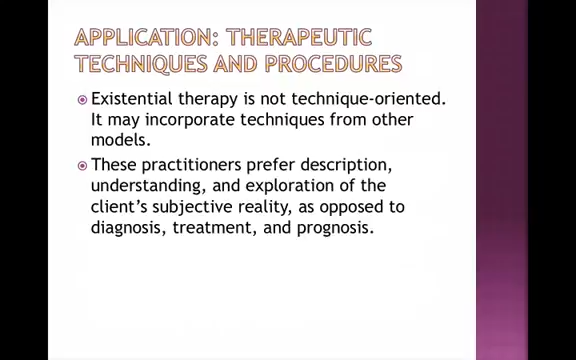 APPLICATION: THERAPEUTIC
TECHNIQUES AND PROCEDURES
Existential therapy is not technique-oriented.
It may incorporate techniques from other
models.
These practitioners prefer description,
understanding, and exploration of the
client's subjective reality, as opposed to
diagnosis, treatment, and prognosis.